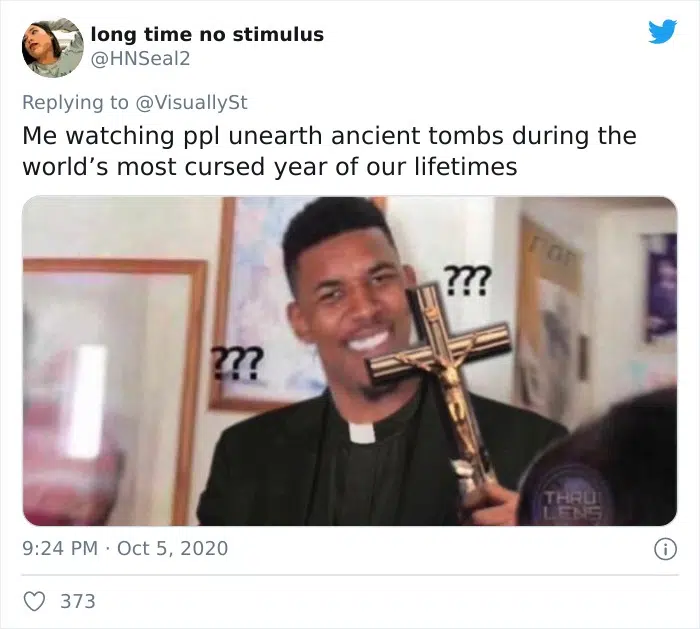 long time no stimulus
@HNSeal2
Replying to @VisuallySt
Me watching ppl unearth ancient tombs during the
world’s most cursed year of our lifetimes
???
???
THRU
LENS
9:24 PM · Oct 5, 2020
373